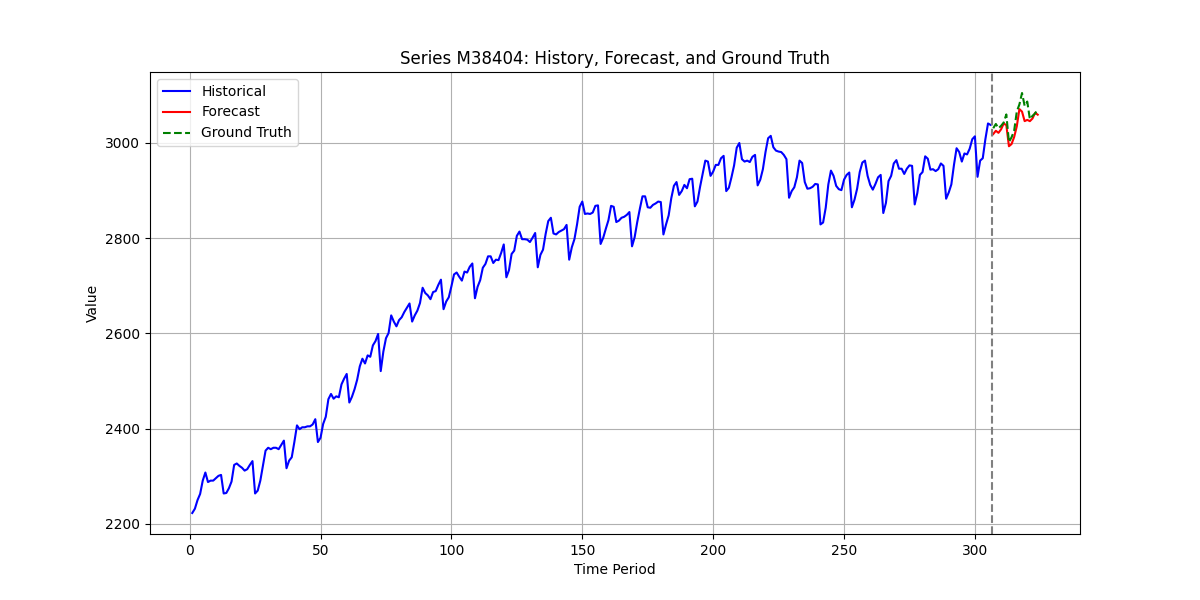 Series M38404: History, Forecast, and Ground Truth
Historical
Forecast
Ground Truth
3000
2800
2600
2400
2200
Value
0 50 100 150 200 250 300
Time Period